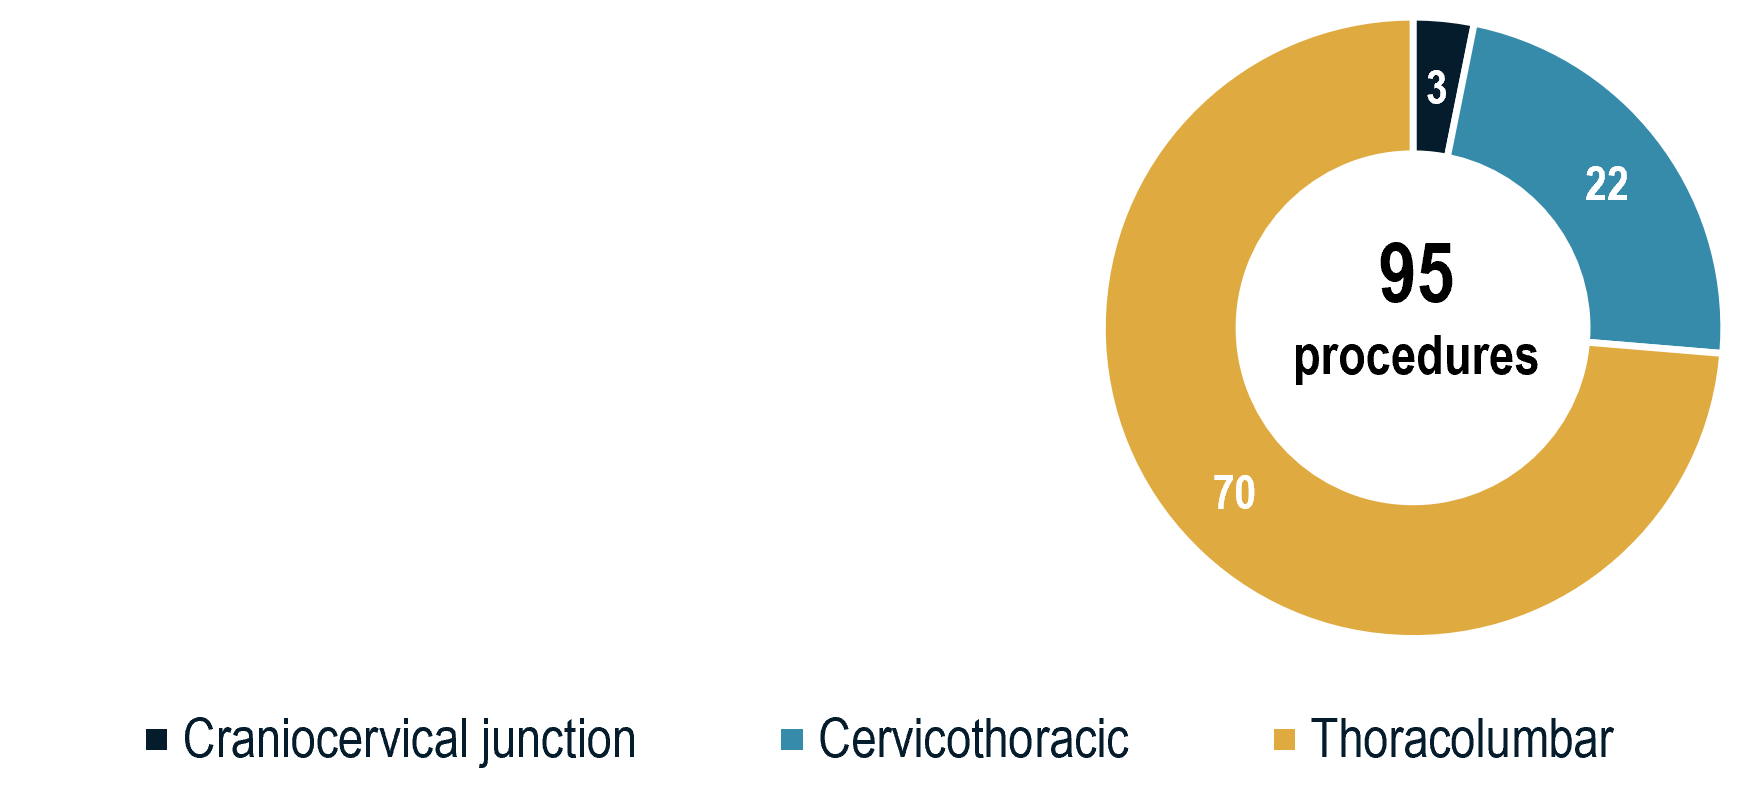 3
22
95
procedures
70
Craniocervical junction
Cervicothoracic
Thoracolumbar